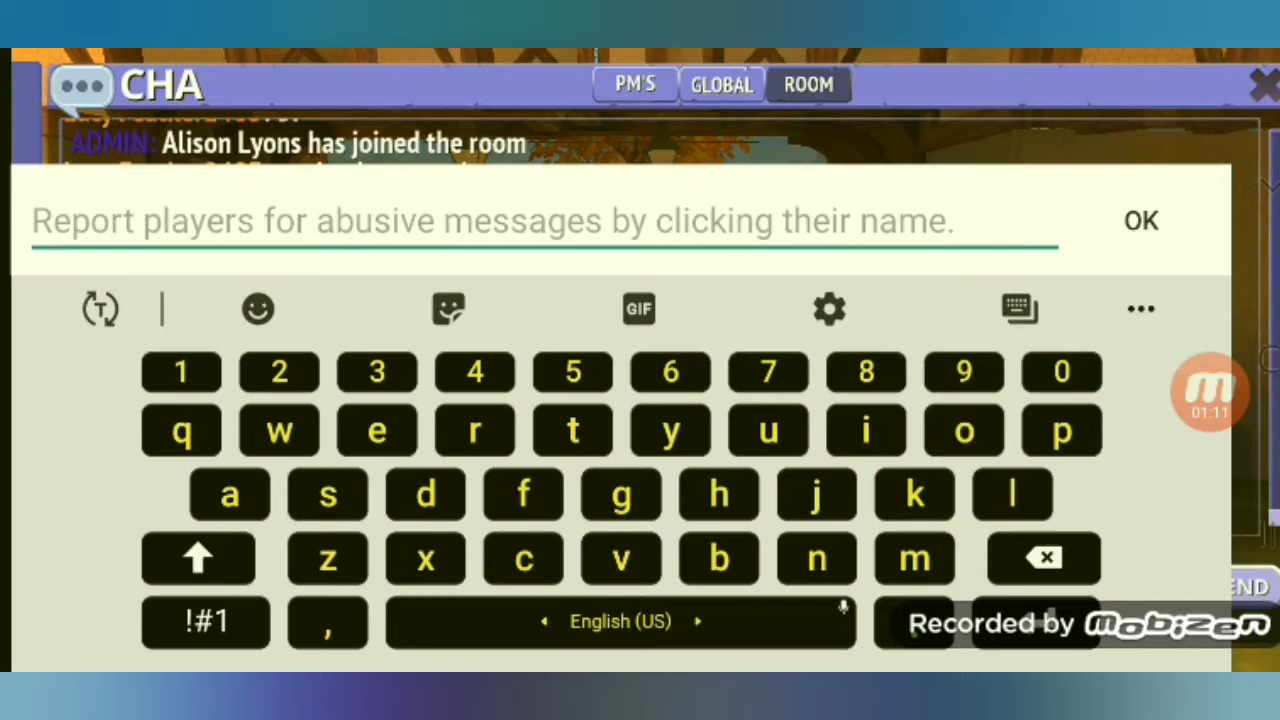 CHA
PM'S
GLOBAL
ROOM
ADMIN: Alison Lyons has joined the room
Report players for abusive messages by clicking their name.
OK
T
GIF
1 2 3 4 5 6 7 8 9 0
q w e r t y u i o p
M
01:11
a s d f g h j k l
z x c v b n m
END
!#1 , English (US)
Recorded by mobizen